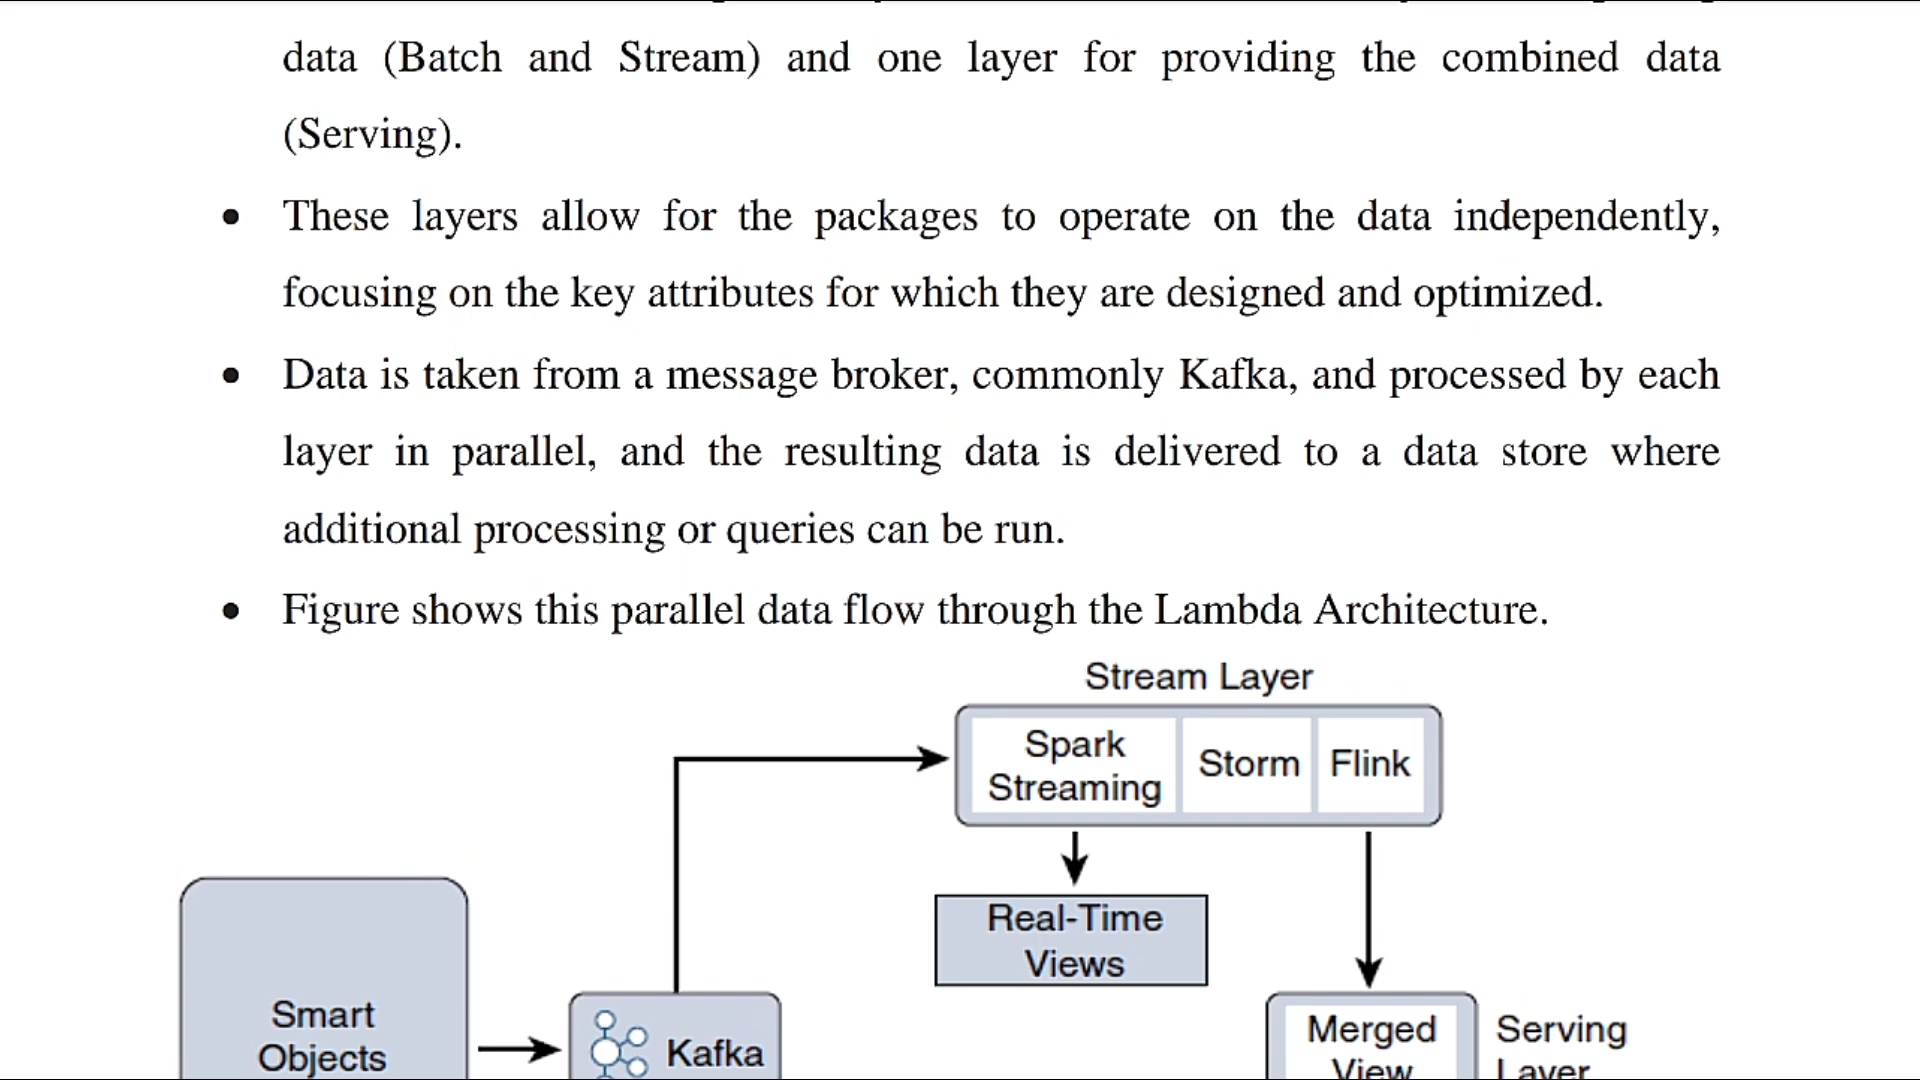 data (Batch and Stream) and one layer for providing the combined data
(Serving).
• These layers allow for the packages to operate on the data independently,
focusing on the key attributes for which they are designed and optimized.
• Data is taken from a message broker, commonly Kafka, and processed by each
layer in parallel, and the resulting data is delivered to a data store where
additional processing or queries can be run.
• Figure shows this parallel data flow through the Lambda Architecture.
Stream Layer
Spark
Streaming
Storm
Flink
Real-Time
Views
Smart
Objects
Kafka
Merged
View
Serving
Layer